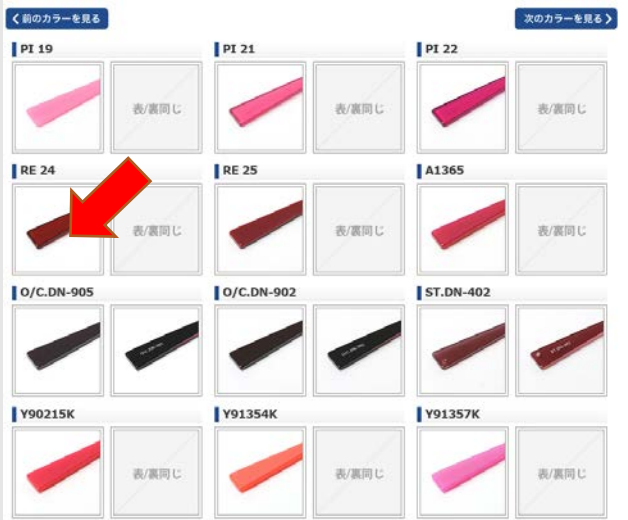 前のカラーを見る
次のカラーを見る
PI 19
PI 21
PI 22
表/裏同じ
表/裏同じ
表/裏同じ
RE 24
RE 25
A1365
表/裏同じ
表/裏同じ
表/裏同じ
O/C.DN-905
O/C.DN-902
ST.DN-402
Y90215K
Y91354K
Y91357K
表/裏同じ
表/裏同じ
表/裏同じ